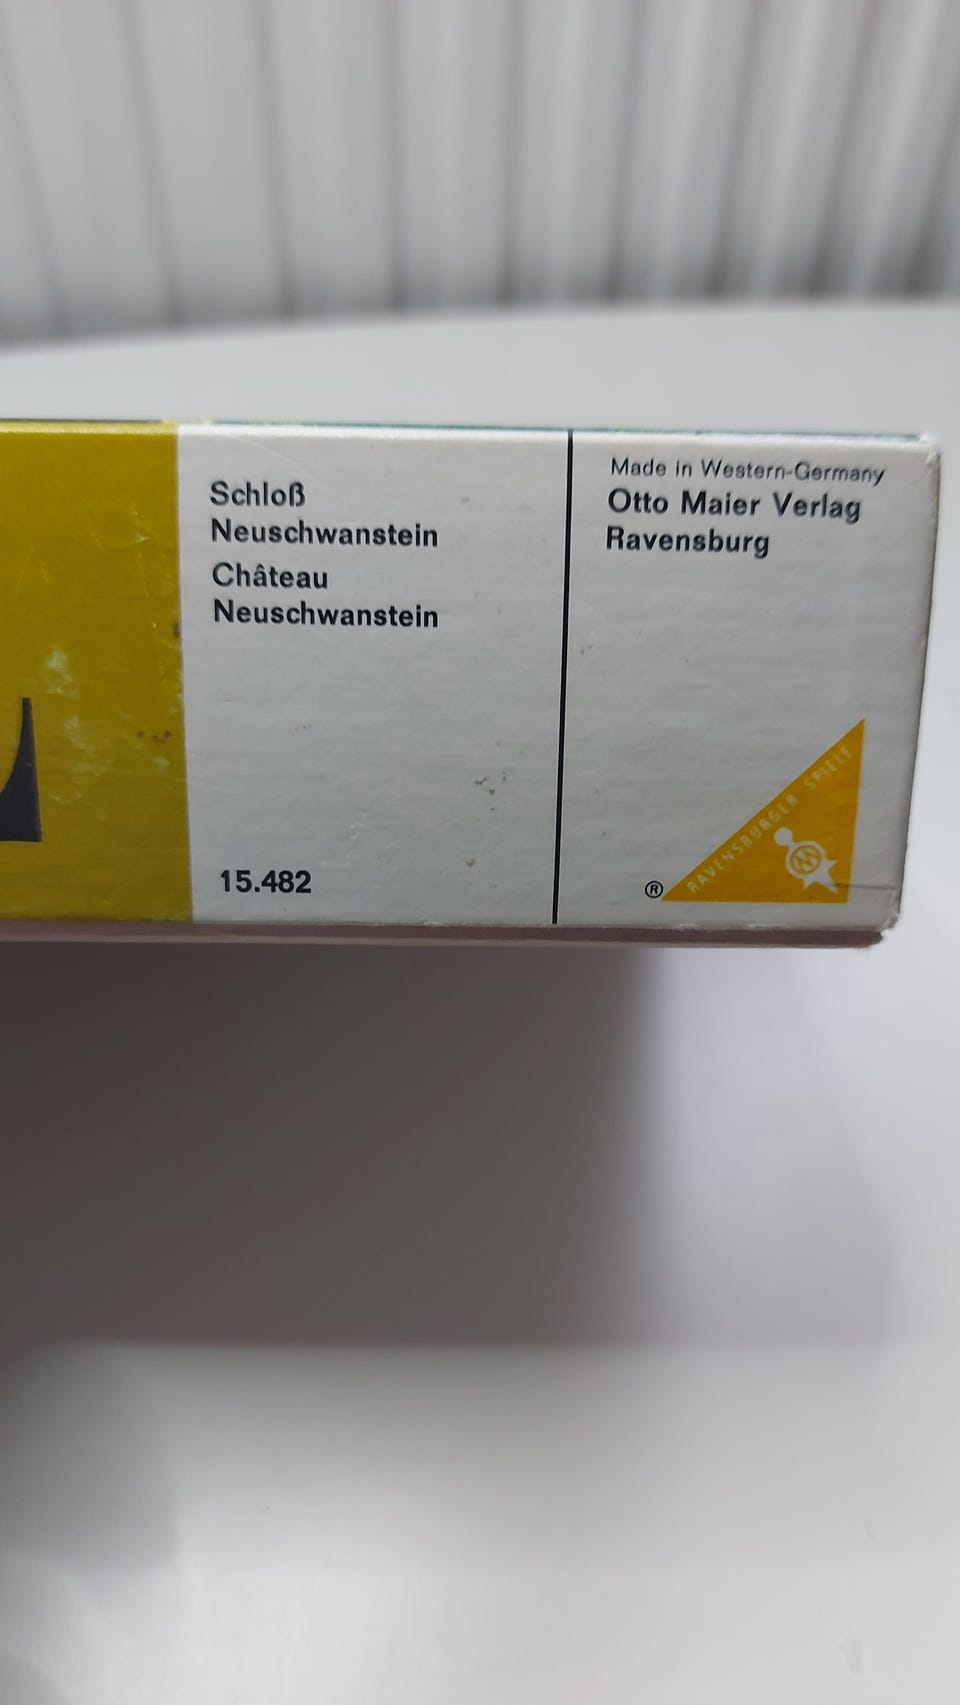 Schloß
Neuschwanstein
Château
Neuschwanstein
15.482
Made in Western-Germany
Otto Maier Verlag
Ravensburg
® RAVENSBURGER SPIELE